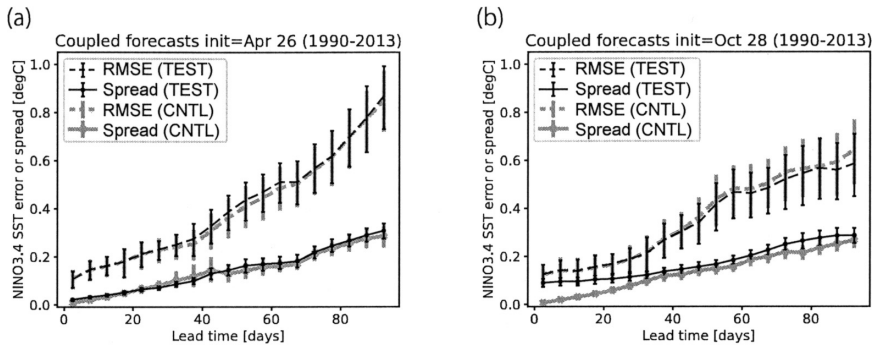 (a)
Coupled forecasts init=Apr 26 (1990-2013)
RMSE (TEST)
Spread (TEST)
RMSE (CNTL)
Spread (CNTL)
NINO3.4 SST error or spread [degC]
1.0
0.8
0.6
0.4
0.2
0.0
0 20 40 60 80
Lead time [days]
(b)
Coupled forecasts init=Oct 28 (1990-2013)
RMSE (TEST)
Spread (TEST)
RMSE (CNTL)
Spread (CNTL)
NINO3.4 SST error or spread [degC]
1.0
0.8
0.6
0.4
0.2
0.0
0 20 40 60 80
Lead time [days]